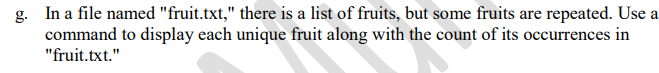 g. In a file named "fruit.txt," there is a list of fruits, but some fruits are repeated. Use a
command to display each unique fruit along with the count of its occurrences in
"fruit.txt."